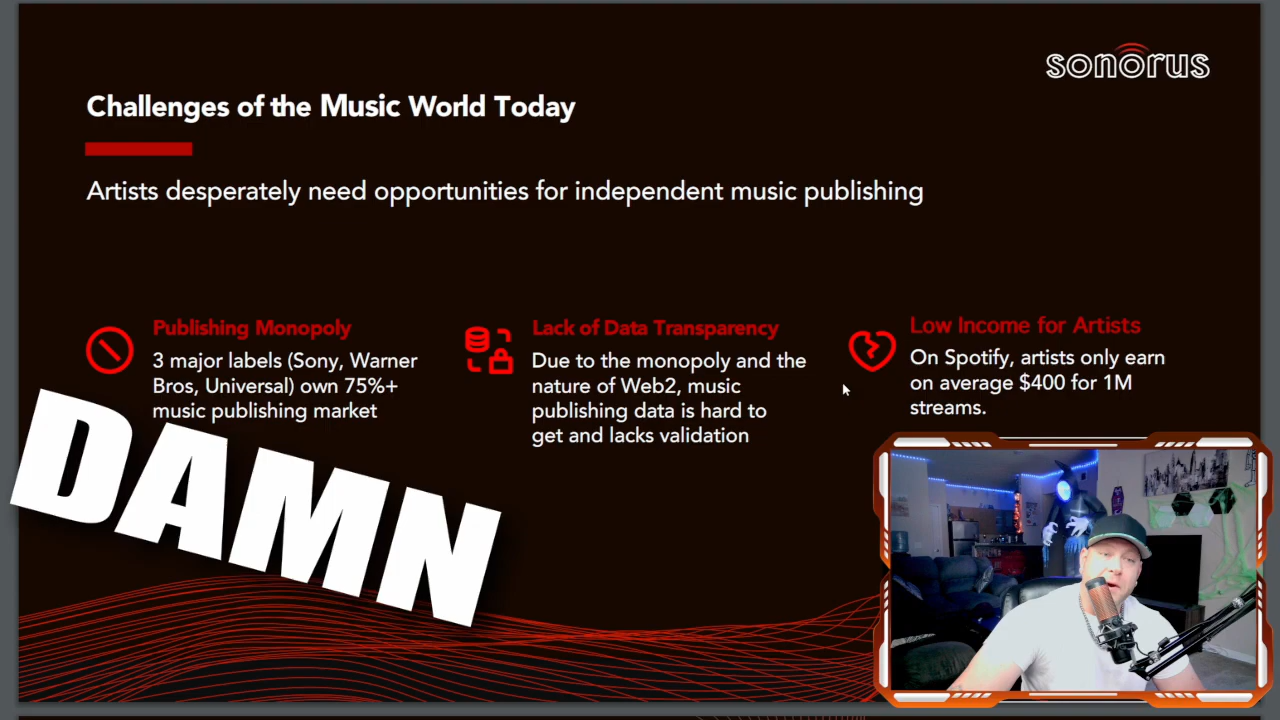 sonorus
Challenges of the Music World Today
Artists desperately need opportunities for independent music publishing
Publishing Monopoly
3 major labels (Sony, Warner
Bros, Universal) own 75%+
music publishing market
Lack of Data Transparency
Due to the monopoly and the
nature of Web2, music
publishing data is hard to
get and lacks validation
Low Income for Artists
On Spotify, artists only earn
on average $400 for 1M
streams.
DAMN